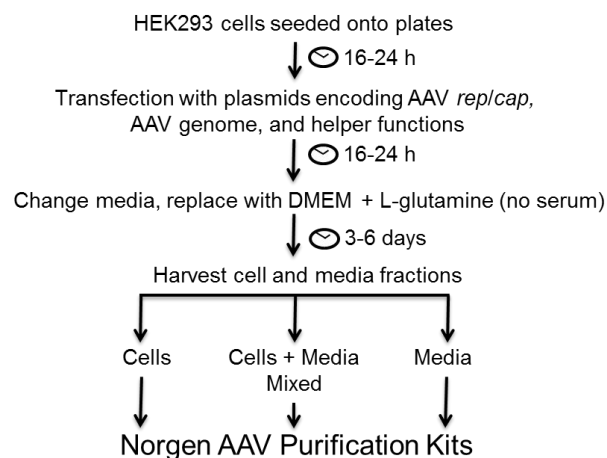 HEK293 cells seeded onto plates
16-24 h
Transfection with plasmids encoding AAV rep/cap,
AAV genome, and helper functions
16-24 h
Change media, replace with DMEM + L-glutamine (no serum)
3-6 days
Harvest cell and media fractions
Cells
Cells + Media
Mixed
Media
Norgen AAV Purification Kits